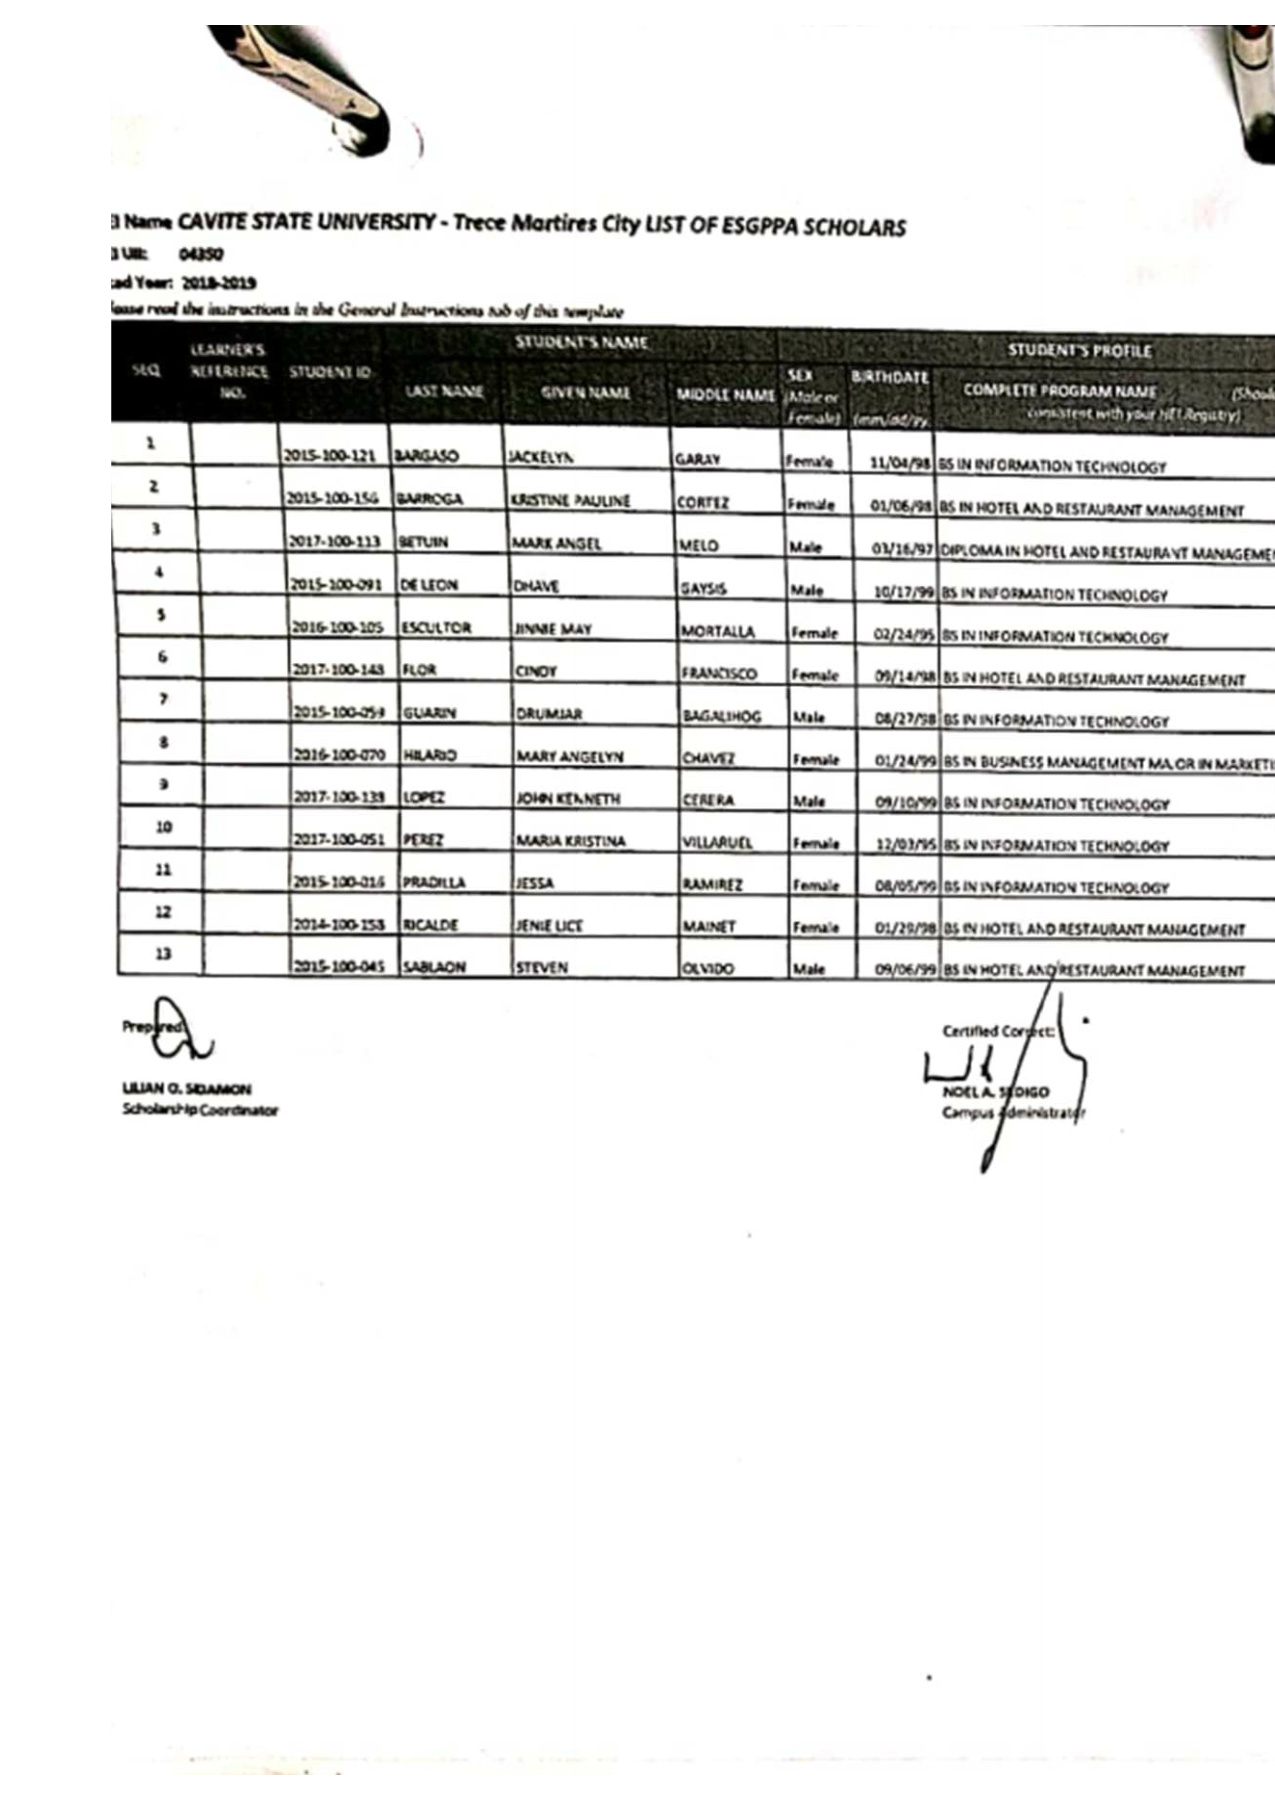 I Name CAVITE STATE UNIVERSITY - Trece Martires City LIST OF ESGPPA SCHOLARS
UII: 04350
ad Year: 2018-2019
lease read the instructions in the General Instructions tab of this template
STUDENT'S NAME STUDENT'S PROFILE
SEQ LEARNER'S REFERENCE NO. STUDENT ID LAST NAME GIVEN NAME MIDDLE NAME SEX (Male or Female) BIRTHDATE (mm/dd/yy COMPLETE PROGRAM NAME (Shoul consistent with your HEI Registry)
1 2015-100-121 BARGASO JACKELYN GARAY Female 11/04/98 BS IN INFORMATION TECHNOLOGY
2 2015-100-156 BARROGA KRISTINE PAULINE CORTEZ Female 01/06/98 BS IN HOTEL AND RESTAURANT MANAGEMENT
3 2017-100-113 BETUIN MARK ANGEL MELO Male 03/16/97 DIPLOMA IN HOTEL AND RESTAURANT MANAGEME
4 2015-100-091 DE LEON DHAVE GAYSIS Male 10/17/99 BS IN INFORMATION TECHNOLOGY
5 2016-100-105 ESCULTOR JINNIE MAY MORTALLA Female 02/24/95 BS IN INFORMATION TECHNOLOGY
6 2017-100-143 FLOR CINDY FRANCISCO Female 09/14/98 BS IN HOTEL AND RESTAURANT MANAGEMENT
7 2015-100-059 GUARIN DRUMJAR BAGALIHOG Male 08/27/98 BS IN INFORMATION TECHNOLOGY
8 2016-100-070 HILARIO MARY ANGELYN CHAVEZ Female 01/24/99 BS IN BUSINESS MANAGEMENT MAJOR IN MARKETI
9 2017-100-139 LOPEZ JOHN KENNETH CERERA Male 09/10/99 BS IN INFORMATION TECHNOLOGY
10 2017-100-051 PEREZ MARIA KRISTINA VILLARUEL Female 12/03/95 BS IN INFORMATION TECHNOLOGY
11 2015-100-016 PRADILLA JESSA RAMIREZ Female 08/05/99 BS IN INFORMATION TECHNOLOGY
12 2014-100-153 RICALDE JENIE LICE MAINET Female 01/29/98 BS IN HOTEL AND RESTAURANT MANAGEMENT
13 2015-100-045 SABLAON STEVEN OLVIDO Male 09/06/99 BS IN HOTEL AND RESTAURANT MANAGEMENT
Prepared Certified Correct:
LILIAN O. SIDAMON NOEL A. SEDIGO
Scholarship Coordinator Campus Administrator